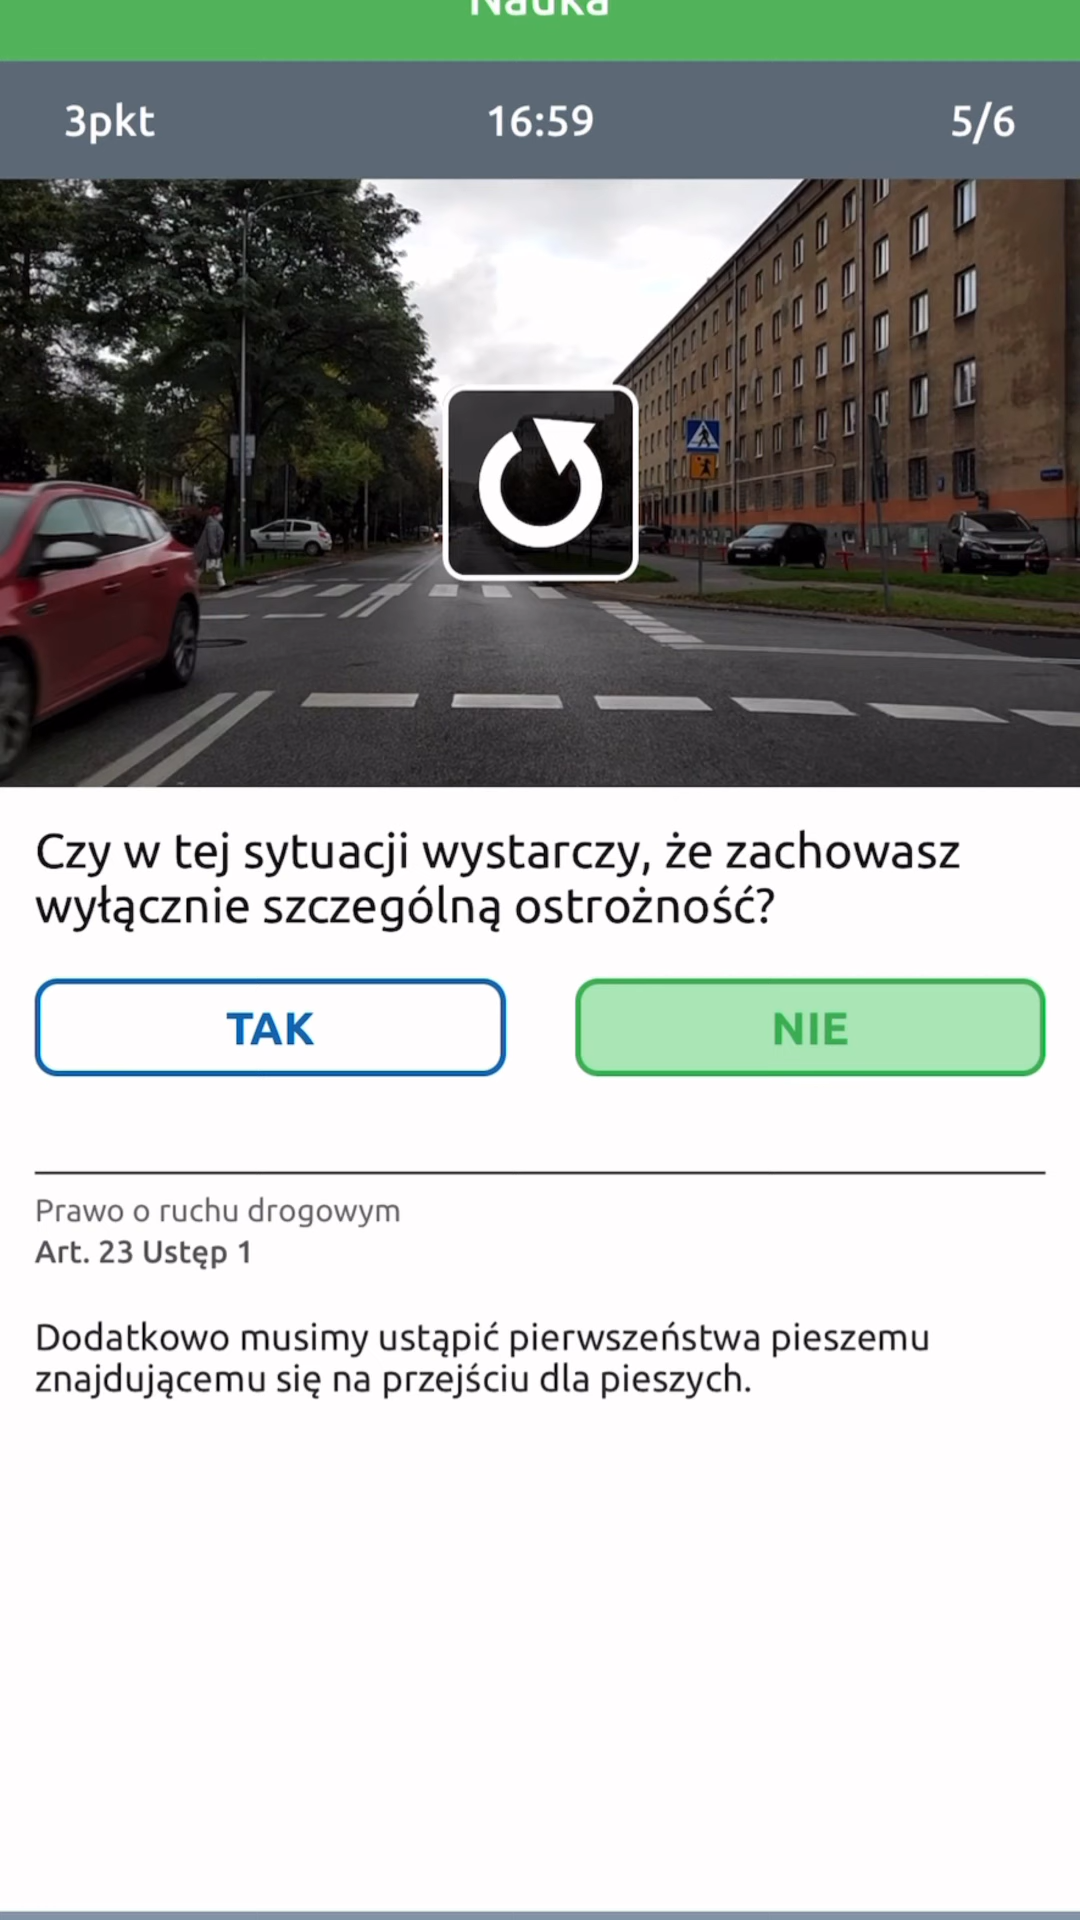 Nauka
3pkt 16:59 5/6
Czy w tej sytuacji wystarczy, że zachowasz
wyłącznie szczególną ostrożność?
TAK NIE
Prawo o ruchu drogowym
Art. 23 Ustęp 1
Dodatkowo musimy ustąpić pierwszeństwa pieszemu
znajdującemu się na przejściu dla pieszych.